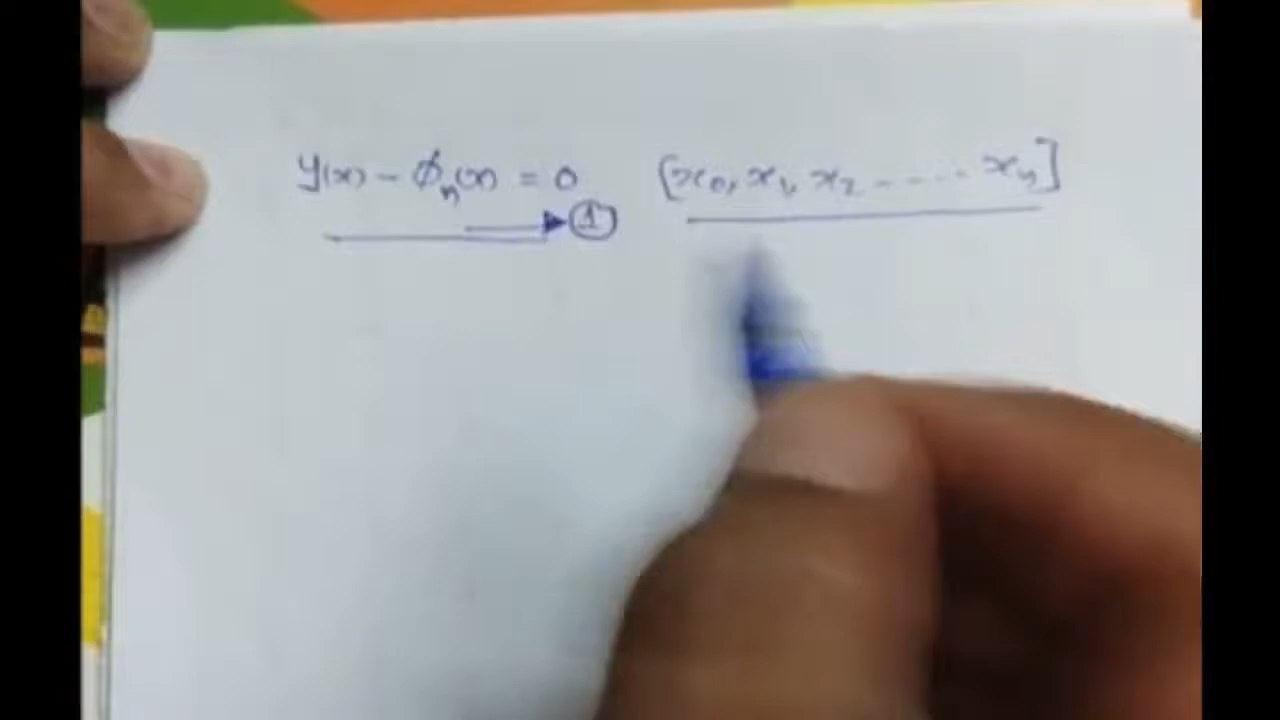 y(x) - ϕₙ(x) = 0 [x₀, x₁, x₂ - - ... xₙ]
→ ①